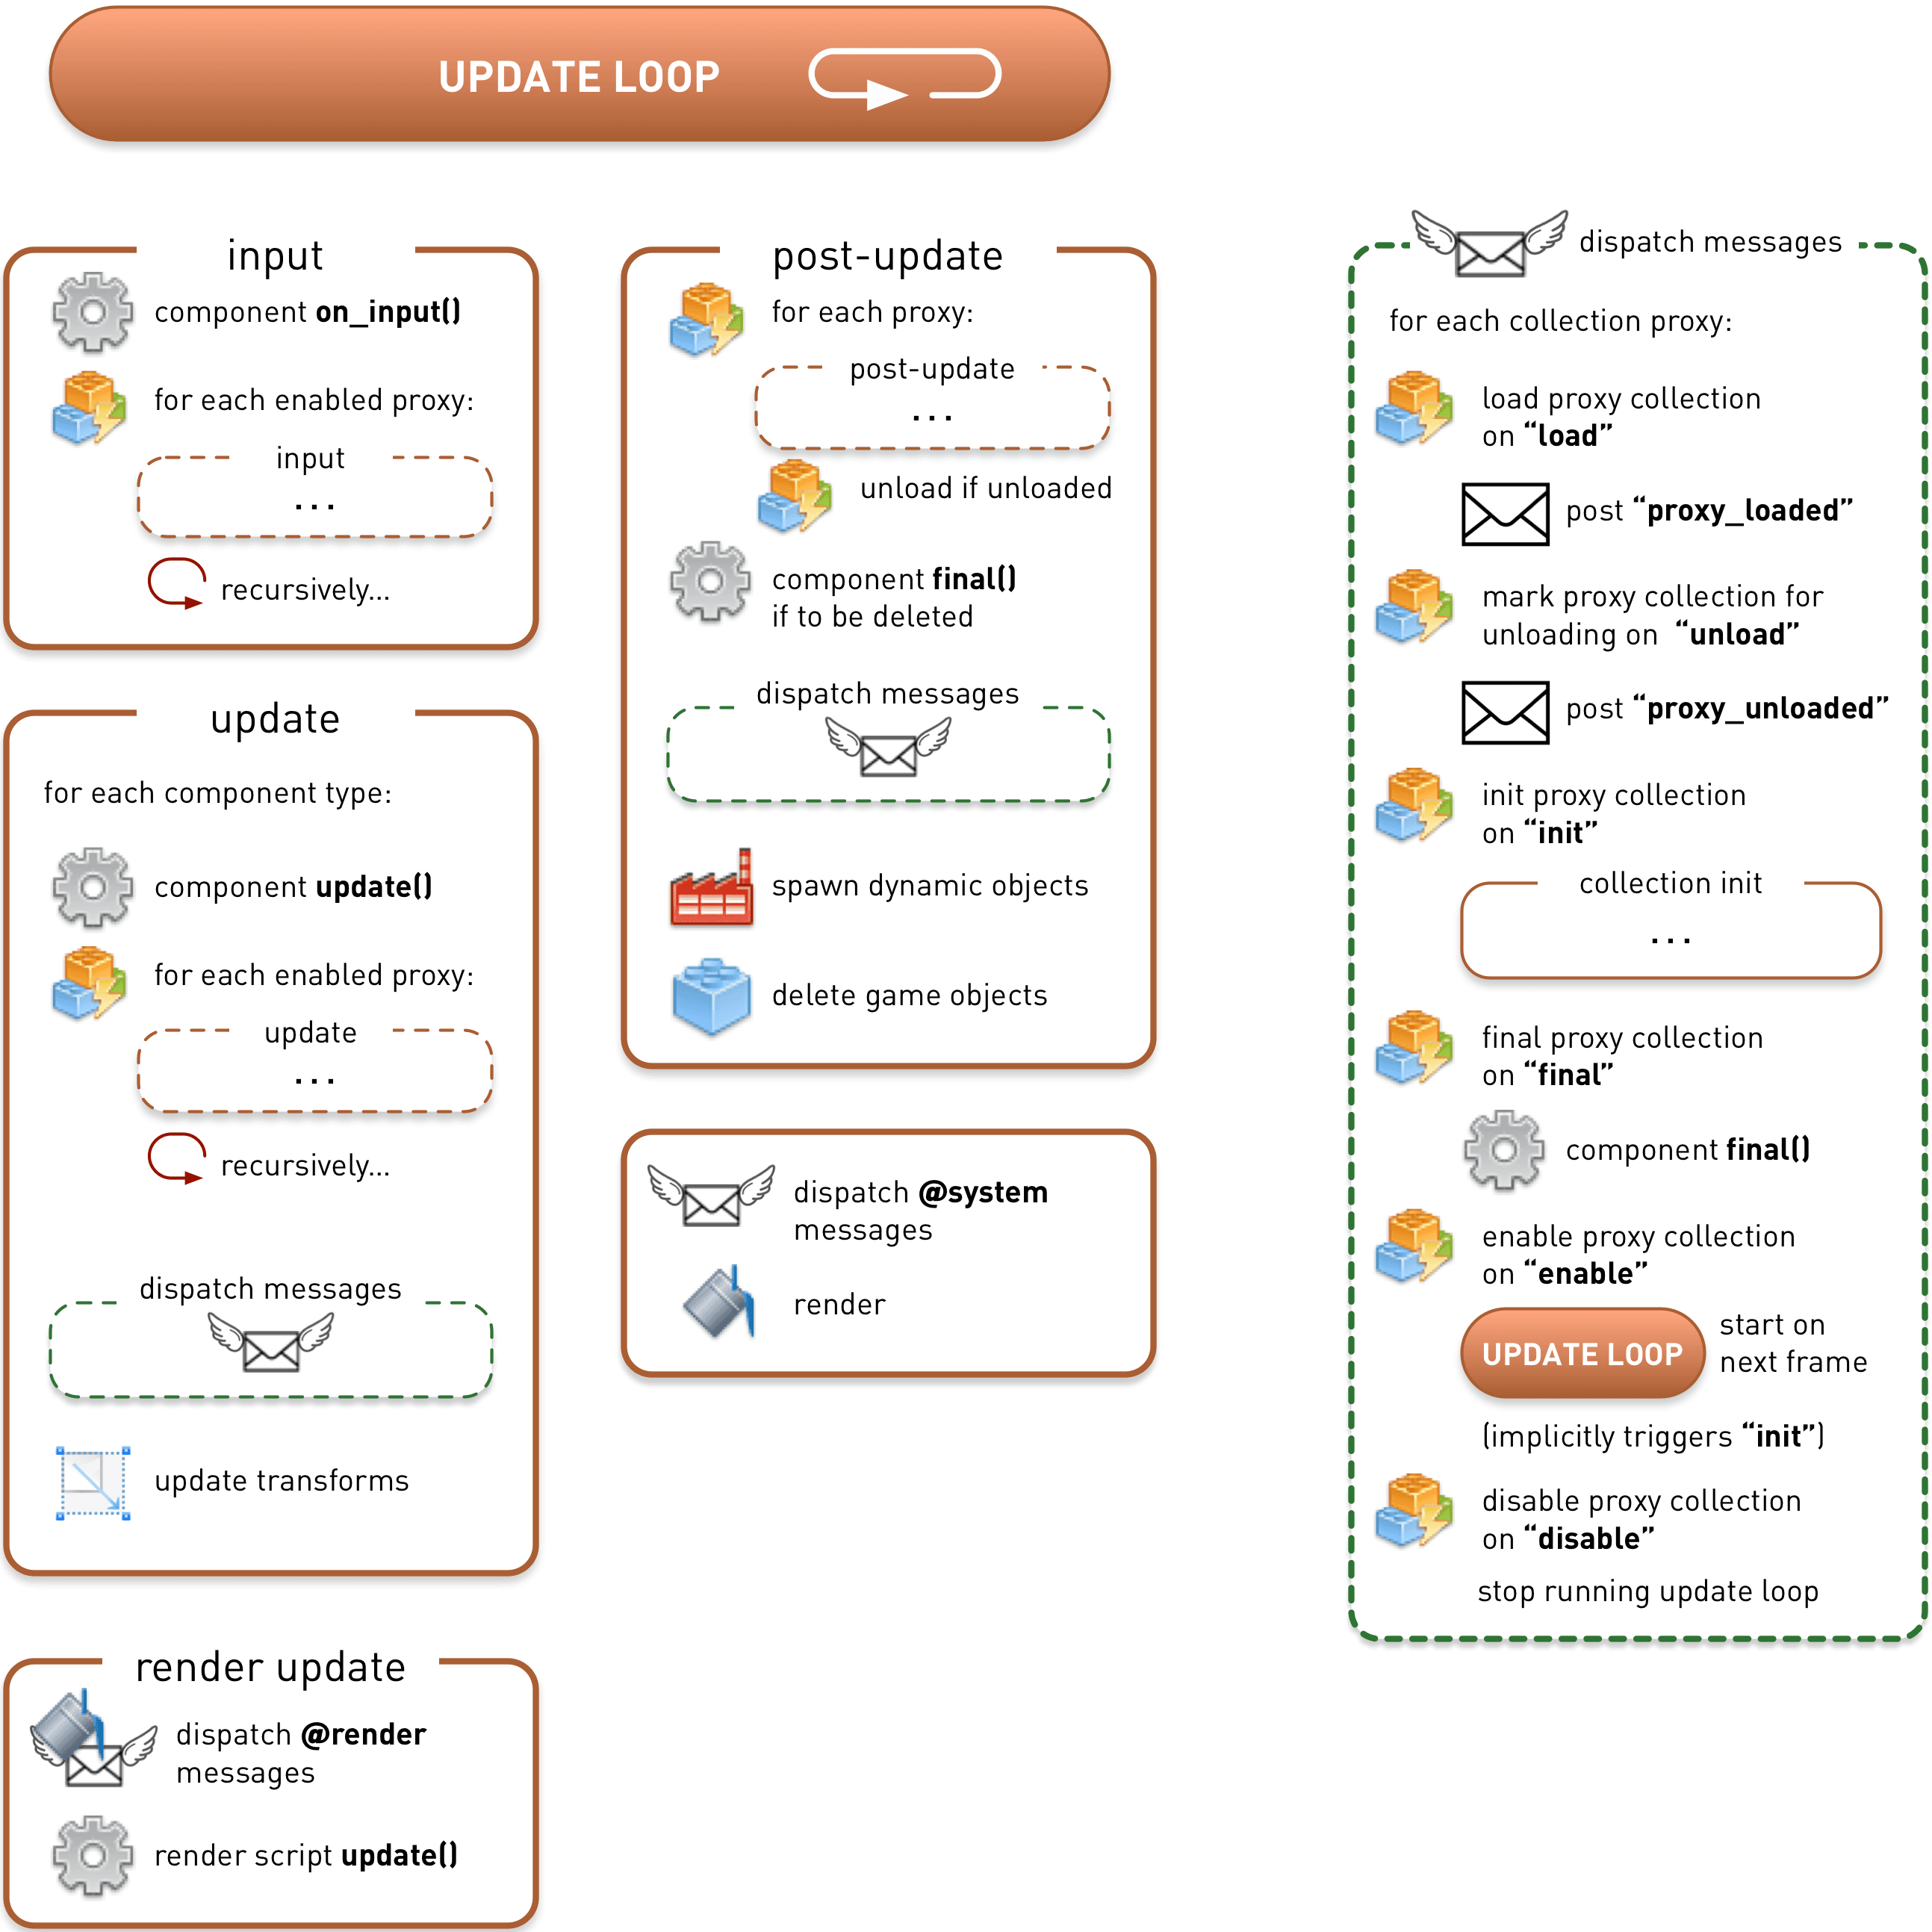 UPDATE LOOP
input
component on_input()
for each enabled proxy:
input
...
recursively...
update
for each component type:
component update()
for each enabled proxy:
update
...
recursively...
dispatch messages
update transforms
render update
dispatch @render
messages
render script update()
post-update
for each proxy:
post-update
...
unload if unloaded
component final()
if to be deleted
dispatch messages
spawn dynamic objects
delete game objects
dispatch @system
messages
render
dispatch messages
for each collection proxy:
load proxy collection
on “load”
post “proxy_loaded”
mark proxy collection for
unloading on “unload”
post “proxy_unloaded”
init proxy collection
on “init”
collection init
...
final proxy collection
on “final”
component final()
enable proxy collection
on “enable”
UPDATE LOOP
start on
next frame
(implicitly triggers “init”)
disable proxy collection
on “disable”
stop running update loop